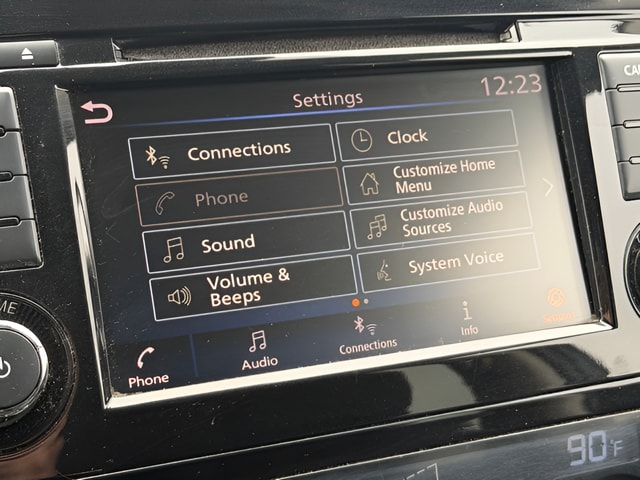 Settings
12:23
CA
Connections
Clock
Phone
Customize Home
Menu
Sound
Customize Audio
Sources
Volume &
Beeps
System Voice
Phone
Audio
Connections
Info
90°F